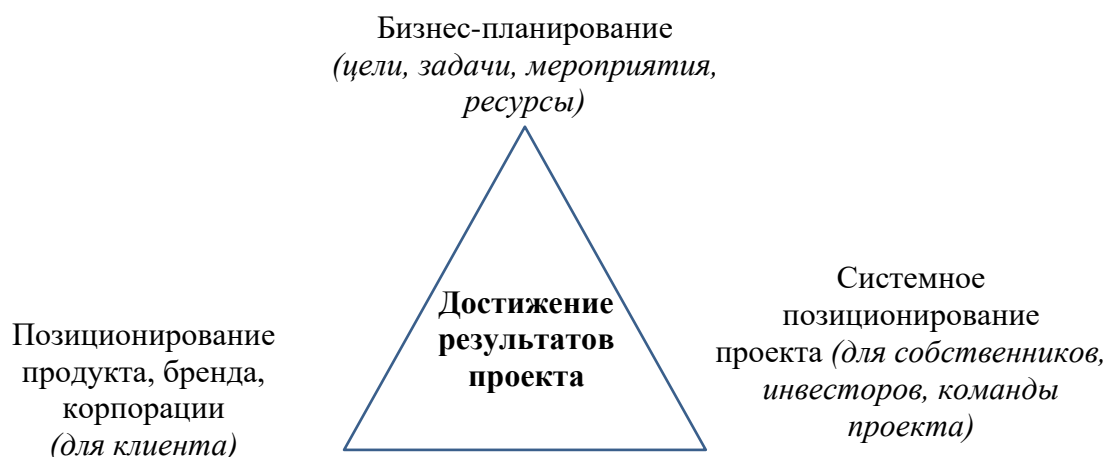 Бизнес-планирование
(цели, задачи, мероприятия,
ресурсы)
Достижение
результатов
проекта
Позиционирование
продукта, бренда,
корпорации
(для клиента)
Системное
позиционирование
проекта (для собственников,
инвесторов, команды
проекта)